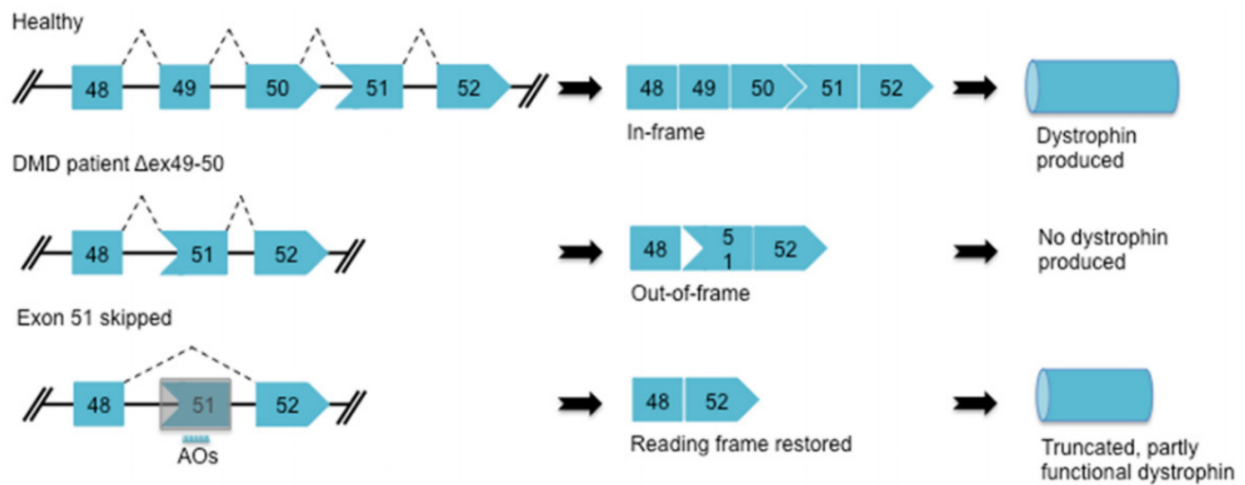 Healthy
48 49 50 51 52
48 49 50 51 52
In-frame
Dystrophin
produced
DMD patient Δex49-50
48 51 52
48 5
1 52
Out-of-frame
No dystrophin
produced
Exon 51 skipped
48 51 52
AOs
48 52
Reading frame restored
Truncated, partly
functional dystrophin